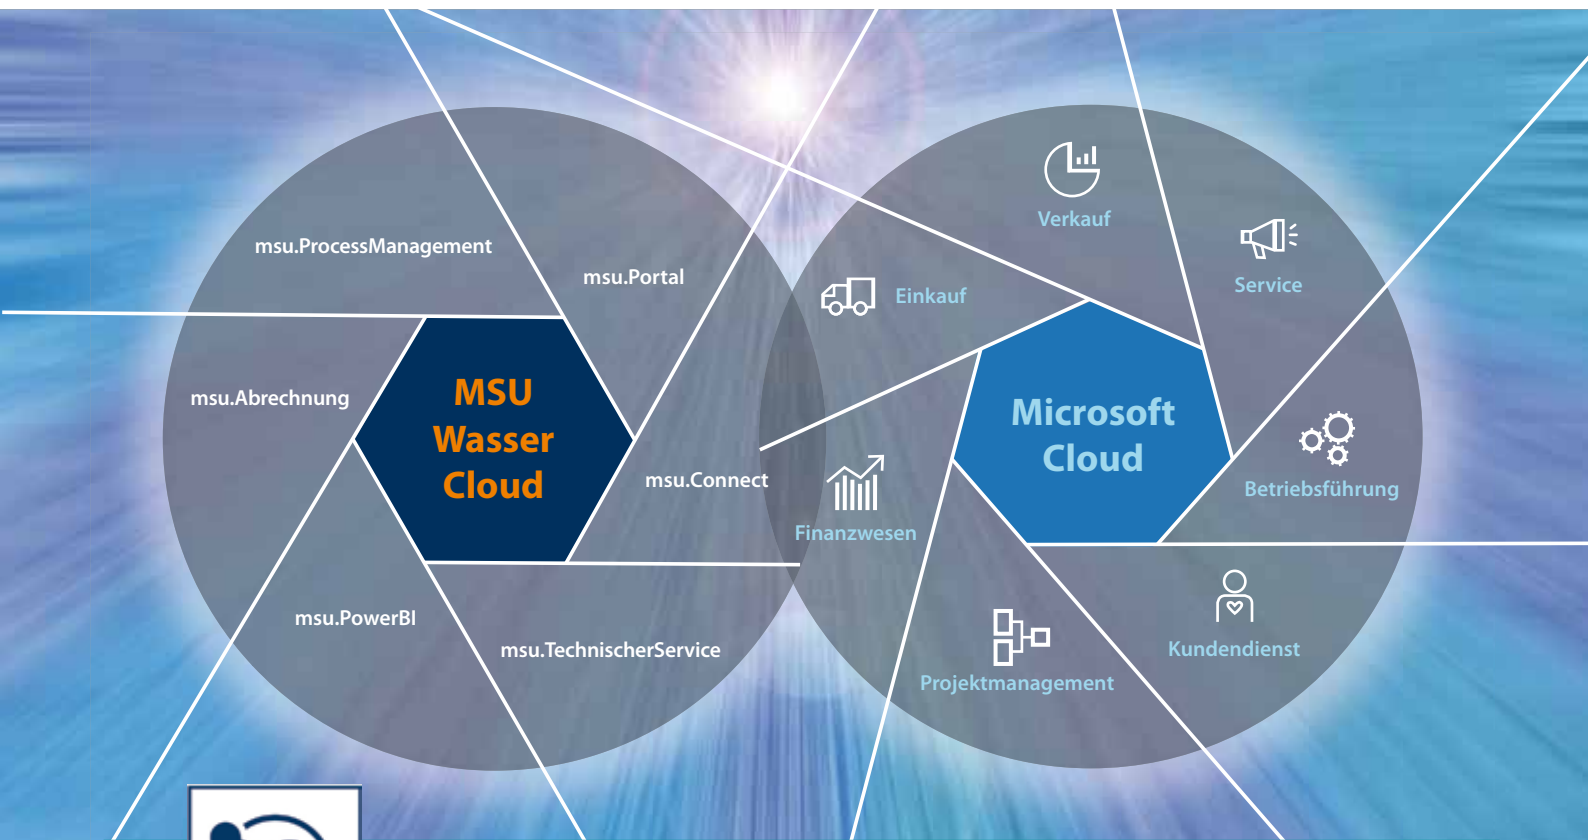 msu.ProcessManagement
msu.Portal
msu.Abrechnung
MSU
Wasser
Cloud
msu.Connect
msu.PowerBI
msu.TechnischerService
Verkauf
Service
Einkauf
Microsoft
Cloud
Betriebsführung
Finanzwesen
Kundendienst
Projektmanagement